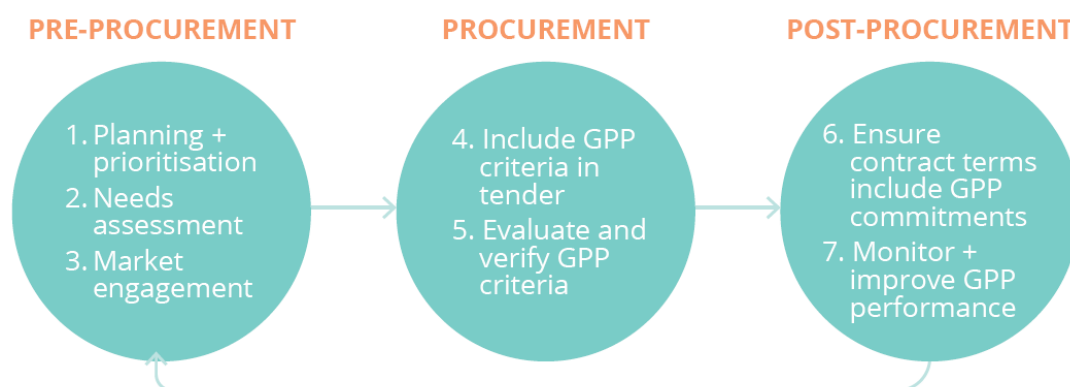 PRE-PROCUREMENT
1. Planning +
prioritisation
2. Needs
assessment
3. Market
engagement
PROCUREMENT
4. Include GPP
criteria in
tender
5. Evaluate and
verify GPP
criteria
POST-PROCUREMENT
6. Ensure
contract terms
include GPP
commitments
7. Monitor +
improve GPP
performance